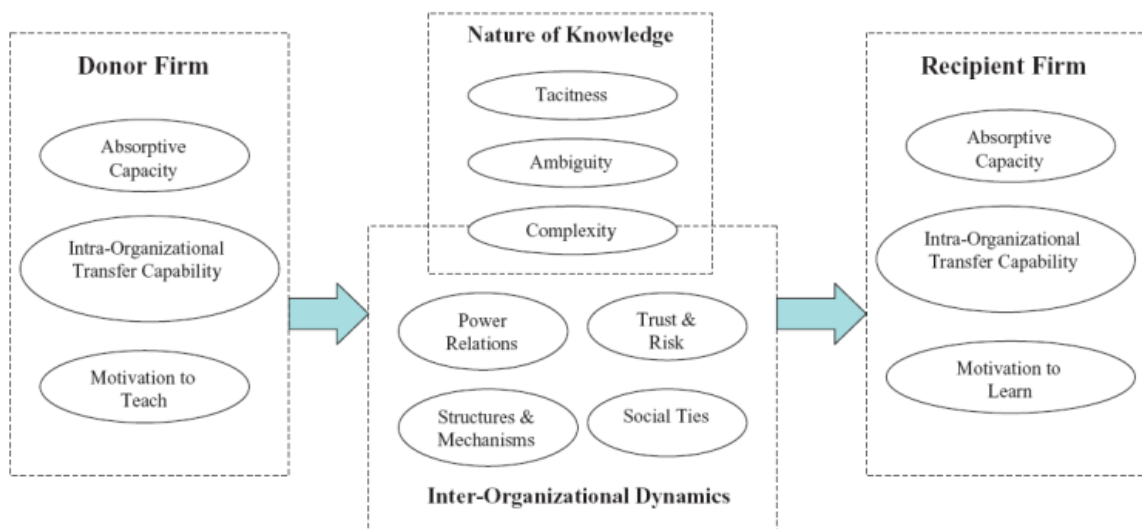 Donor Firm
Absorptive
Capacity
Intra-Organizational
Transfer Capability
Motivation to
Teach
Nature of Knowledge
Tacitness
Ambiguity
Complexity
Power
Relations
Trust &
Risk
Structures &
Mechanisms
Social Ties
Inter-Organizational Dynamics
Recipient Firm
Absorptive
Capacity
Intra-Organizational
Transfer Capability
Motivation to
Learn